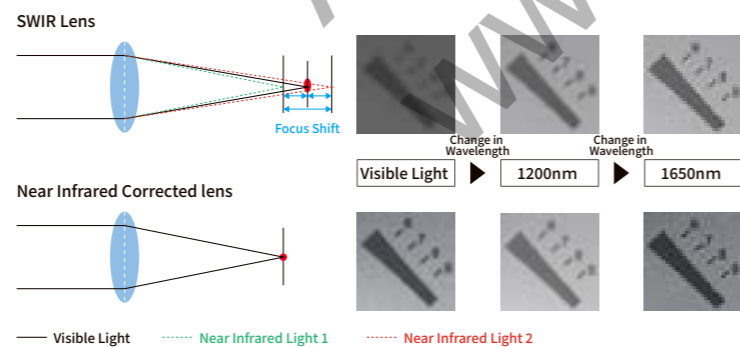 SWIR Lens
Focus Shift
Change in
Wavelength
Change in
Wavelength
Visible Light
1200nm
1650nm
Near Infrared Corrected lens
Visible Light
Near Infrared Light 1
Near Infrared Light 2